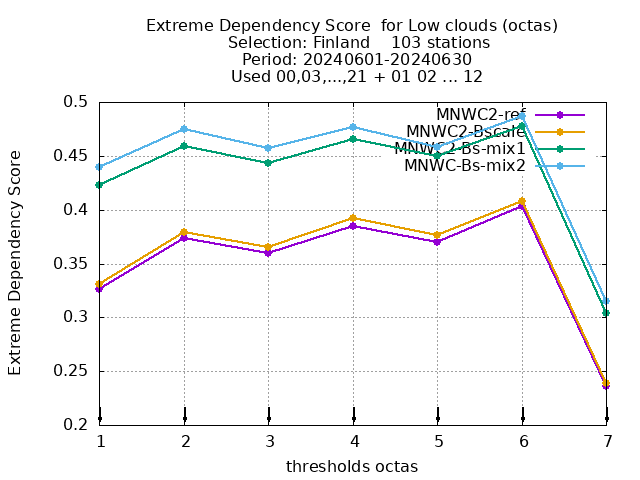 Extreme Dependency Score for Low clouds (octas)
Selection: Finland 103 stations
Period: 20240601-20240630
Used 00,03,...,21 + 01 02 ... 12
Extreme Dependency Score
0.5
0.45
0.4
0.35
0.3
0.25
0.2
MNWC2-ref
MNWC2-Bscale
MNWC2-Bs-mix1
MNWC-Bs-mix2
1 2 3 4 5 6 7
thresholds octas